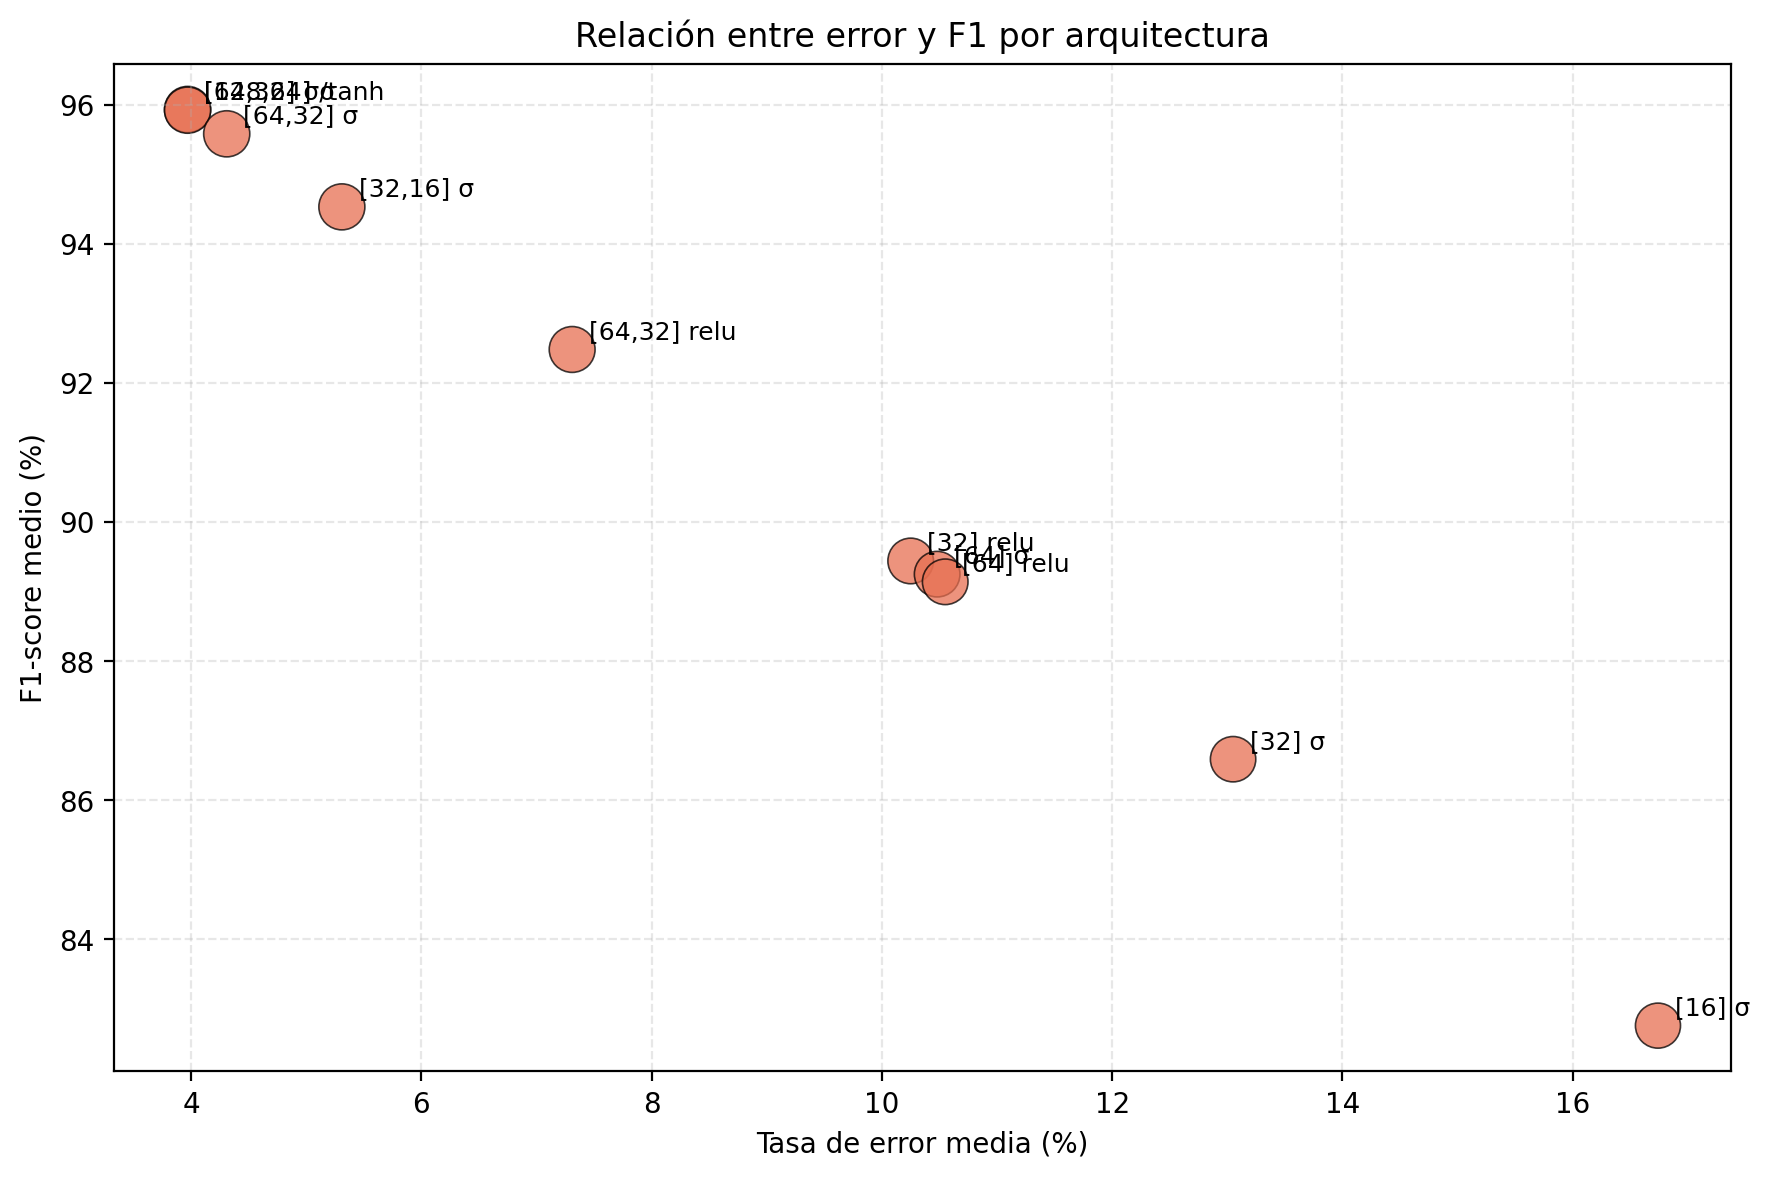 Relación entre error y F1 por arquitectura
[64,32] σ
[32,16] σ
[64,32] relu
[32] relu
[64] σ
[64] relu
[32] σ
[16] σ
96
94
92
90
88
86
84
F1-score medio (%)
4
6
8
10
12
14
16
Tasa de error media (%)